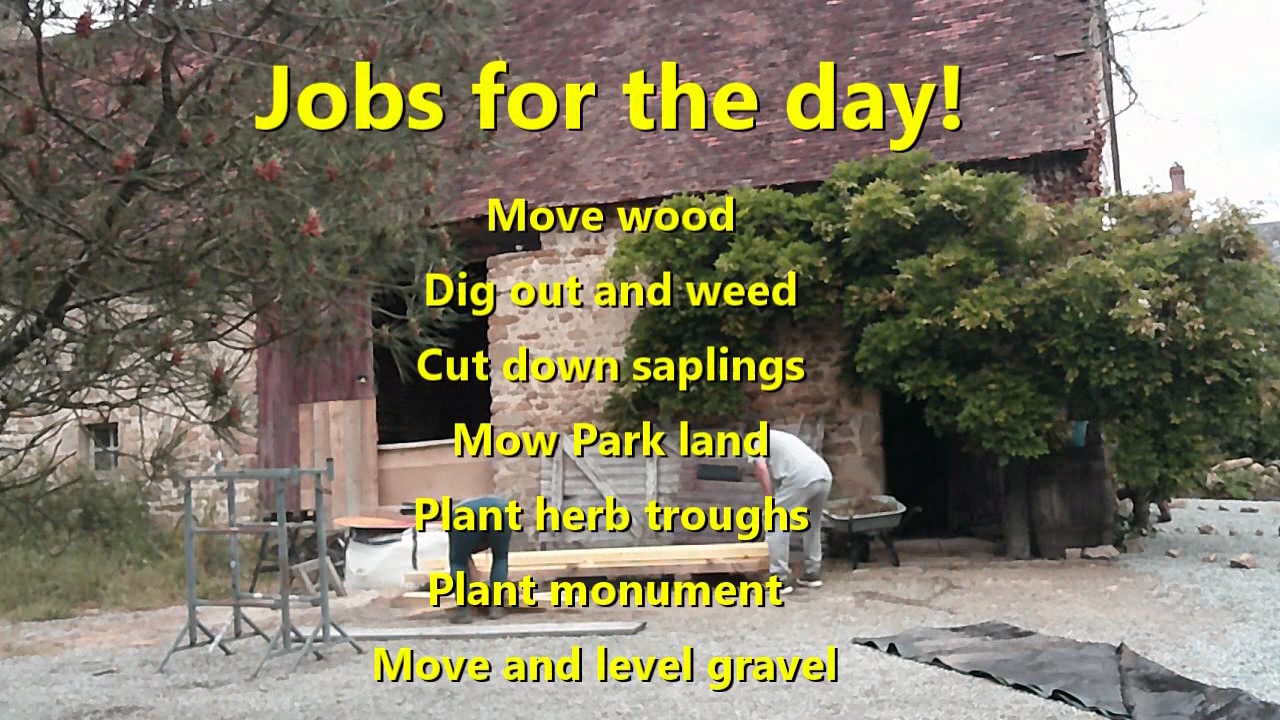 Jobs for the day!
Move wood
Dig out and weed
Cut down saplings
Mow Park land
Plant herb troughs
Plant monument
Move and level gravel